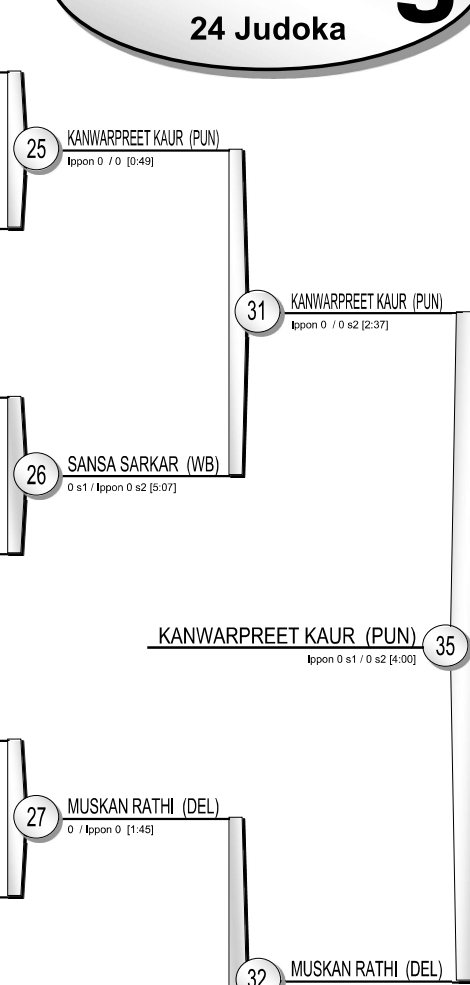 24 Judoka
25
KANWARPREET KAUR (PUN)
Ippon 0 / 0 [0:49]
31
KANWARPREET KAUR (PUN)
Ippon 0 / 0 s2 [2:37]
26
SANSA SARKAR (WB)
0 s1 / Ippon 0 s2 [5:07]
KANWARPREET KAUR (PUN)
35
Ippon 0 s1 / 0 s2 [4:00]
27
MUSKAN RATHI (DEL)
0 / Ippon 0 [1:45]
32
MUSKAN RATHI (DEL)